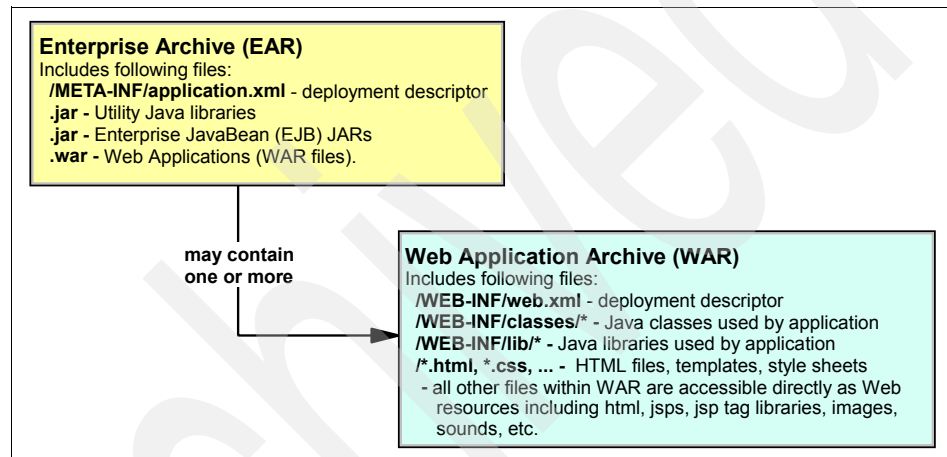 Enterprise Archive (EAR)
Includes following files:
/META-INF/application.xml - deployment descriptor
.jar - Utility Java libraries
.jar - Enterprise JavaBean (EJB) JARs
.war - Web Applications (WAR files).
may contain
one or more
Web Application Archive (WAR)
Includes following files:
/WEB-INF/web.xml - deployment descriptor
/WEB-INF/classes/* - Java classes used by application
/WEB-INF/lib/* - Java libraries used by application
/*.html, *.css, ... - HTML files, templates, style sheets
- all other files within WAR are accessible directly as Web
resources including html, jsps, jsp tag libraries, images,
sounds, etc.